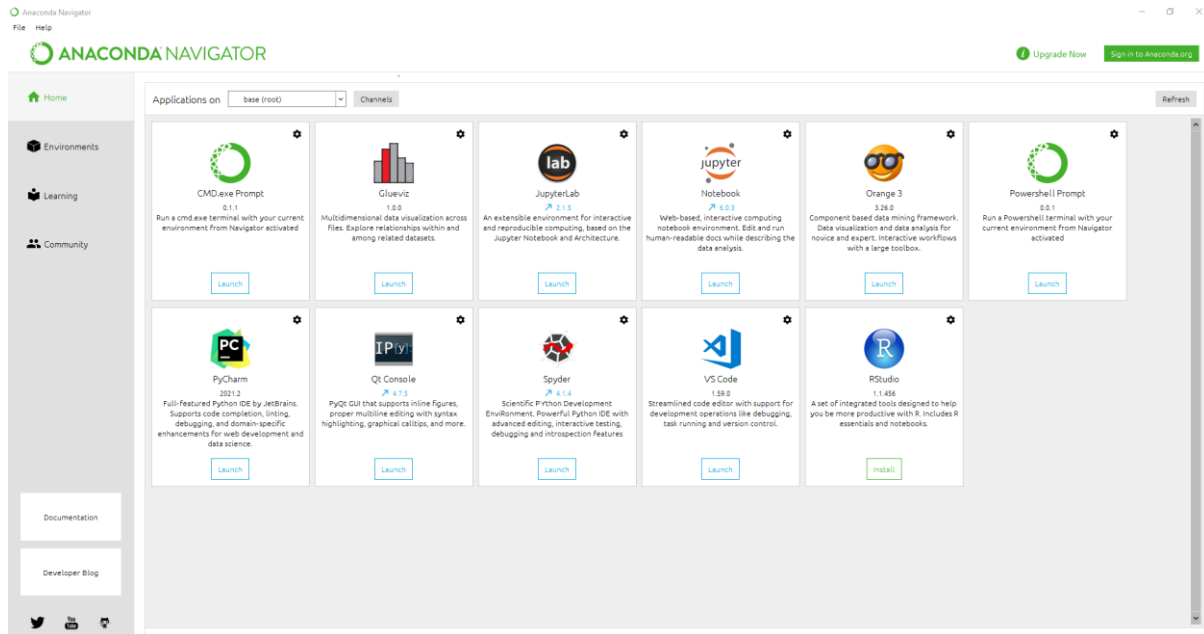 Anaconda Navigator
File Help
ANACONDA NAVIGATOR
Upgrade Now
Sign in to Anaconda.org
Home
Environments
Learning
Community
Documentation
Developer Blog
You
Tube
Applications on base (root) Channels
Refresh
CMD.exe Prompt
0.1.1
Run a cmd.exe terminal with your current
environment from Navigator activated
Launch
Glueviz
1.0.0
Multidimensional data visualization across
files. Explore relationships within and
among related datasets.
Launch
lab
JupyterLab
2.1.5
An extensible environment for interactive
and reproducible computing, based on the
Jupyter Notebook and Architecture.
Launch
jupyter
Notebook
6.0.3
Web-based, interactive computing
notebook environment. Edit and run
human-readable docs while describing the
data analysis.
Launch
Orange 3
3.26.0
Component based data mining framework.
Data visualization and data analysis for
novice and expert. Interactive workflows
with a large toolbox.
Launch
Powershell Prompt
0.0.1
Run a Powershell terminal with your
current environment from Navigator
activated
Launch
PC
PyCharm
2021.2
Full-featured Python IDE by JetBrains.
Supports code completion, linting,
debugging, and domain-specific
enhancements for web development and
data science.
Launch
IP[y]:
Qt Console
4.7.5
PyQt GUI that supports inline figures,
proper multiline editing with syntax
highlighting, graphical calltips, and more.
Launch
Spyder
4.1.4
Scientific PYthon Development
EnviRonment. Powerful Python IDE with
advanced editing, interactive testing,
debugging and introspection features
Launch
VS Code
1.59.0
Streamlined code editor with support for
development operations like debugging,
task running and version control.
Launch
R
RStudio
1.1.456
A set of integrated tools designed to help
you be more productive with R. Includes R
essentials and notebooks.
Install